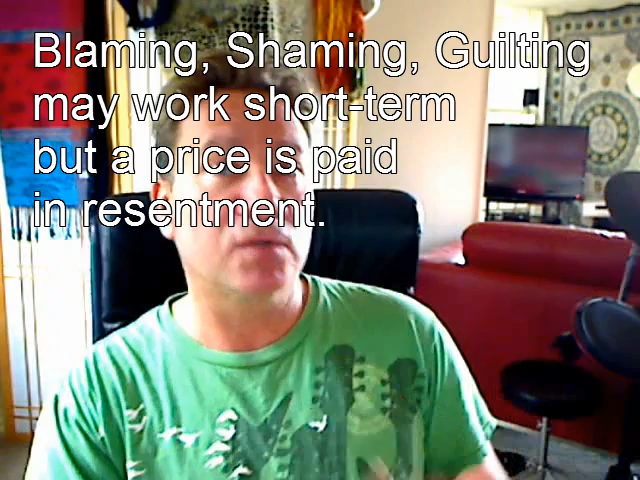 Blaming, Shaming, Guilting
may work short-term
but a price is paid
in resentment.